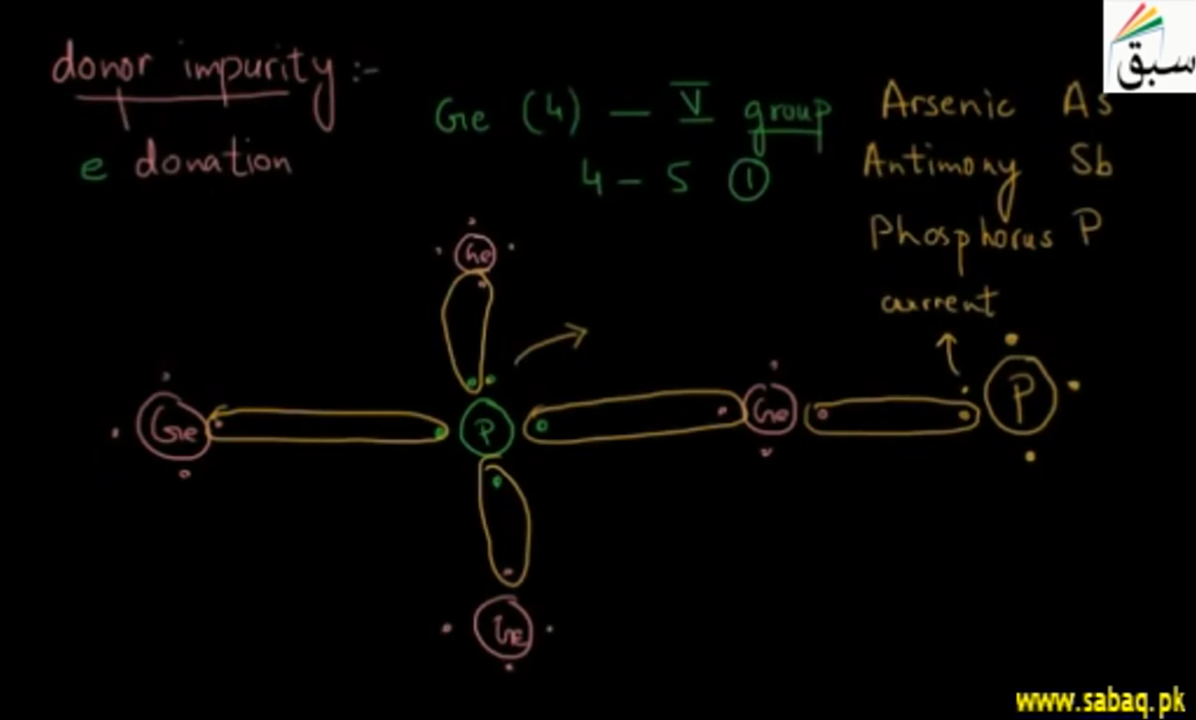 donor impurity :-
e donation
Ge (4) — V group
4 - 5 ①
Arsenic As
Antimony Sb
Phosphorus P
current
Ge
Ge
P
Ge
P
Ge
سبق
www.sabaq.pk